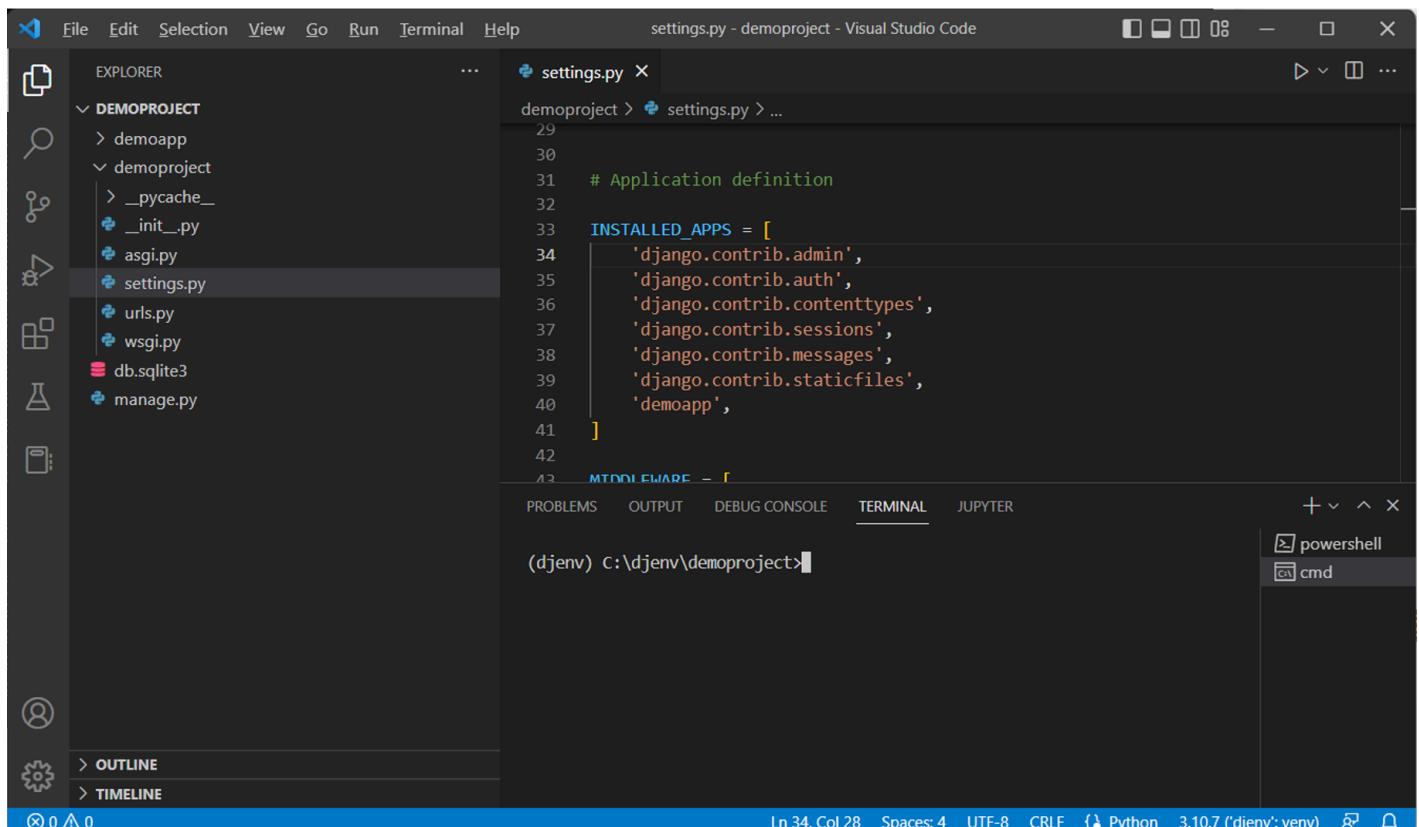 File Edit Selection View Go Run Terminal Help settings.py - demoproject - Visual Studio Code
EXPLORER
DEMOPROJECT
demoapp
demoproject
__pycache__
__init__.py
asgi.py
settings.py
urls.py
wsgi.py
db.sqlite3
manage.py
OUTLINE
TIMELINE
settings.py
demoproject > settings.py > ...
29
30
31 # Application definition
32
33 INSTALLED_APPS = [
34 'django.contrib.admin',
35 'django.contrib.auth',
36 'django.contrib.contenttypes',
37 'django.contrib.sessions',
38 'django.contrib.messages',
39 'django.contrib.staticfiles',
40 'demoapp',
41 ]
42
43 MIDDLEWARE = [
PROBLEMS OUTPUT DEBUG CONSOLE TERMINAL JUPYTER
(djenv) C:\djenv\demoproject>
powershell
cmd
0 0 Ln 34, Col 28 Spaces: 4 UTF-8 CRLF Python 3.10.7 ('djenv': venv)